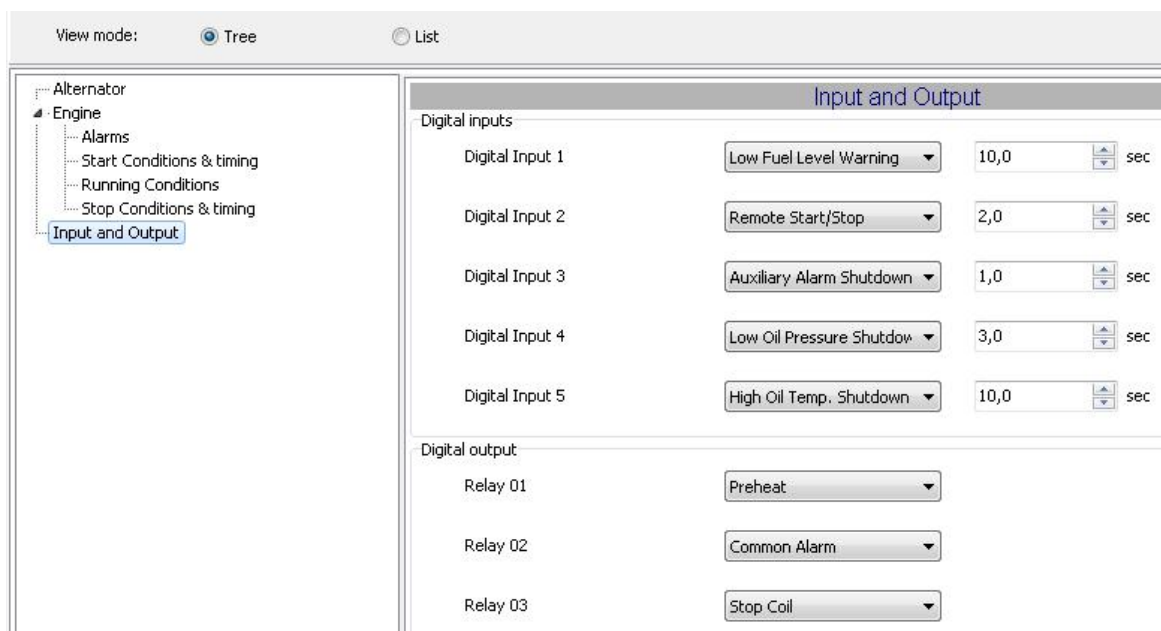 View mode: Tree List
Alternator
Engine
Alarms
Start Conditions & timing
Running Conditions
Stop Conditions & timing
Input and Output
Input and Output
Digital inputs
Digital Input 1 Low Fuel Level Warning 10,0 sec
Digital Input 2 Remote Start/Stop 2,0 sec
Digital Input 3 Auxiliary Alarm Shutdown 1,0 sec
Digital Input 4 Low Oil Pressure Shutdow 3,0 sec
Digital Input 5 High Oil Temp. Shutdown 10,0 sec
Digital output
Relay 01 Preheat
Relay 02 Common Alarm
Relay 03 Stop Coil